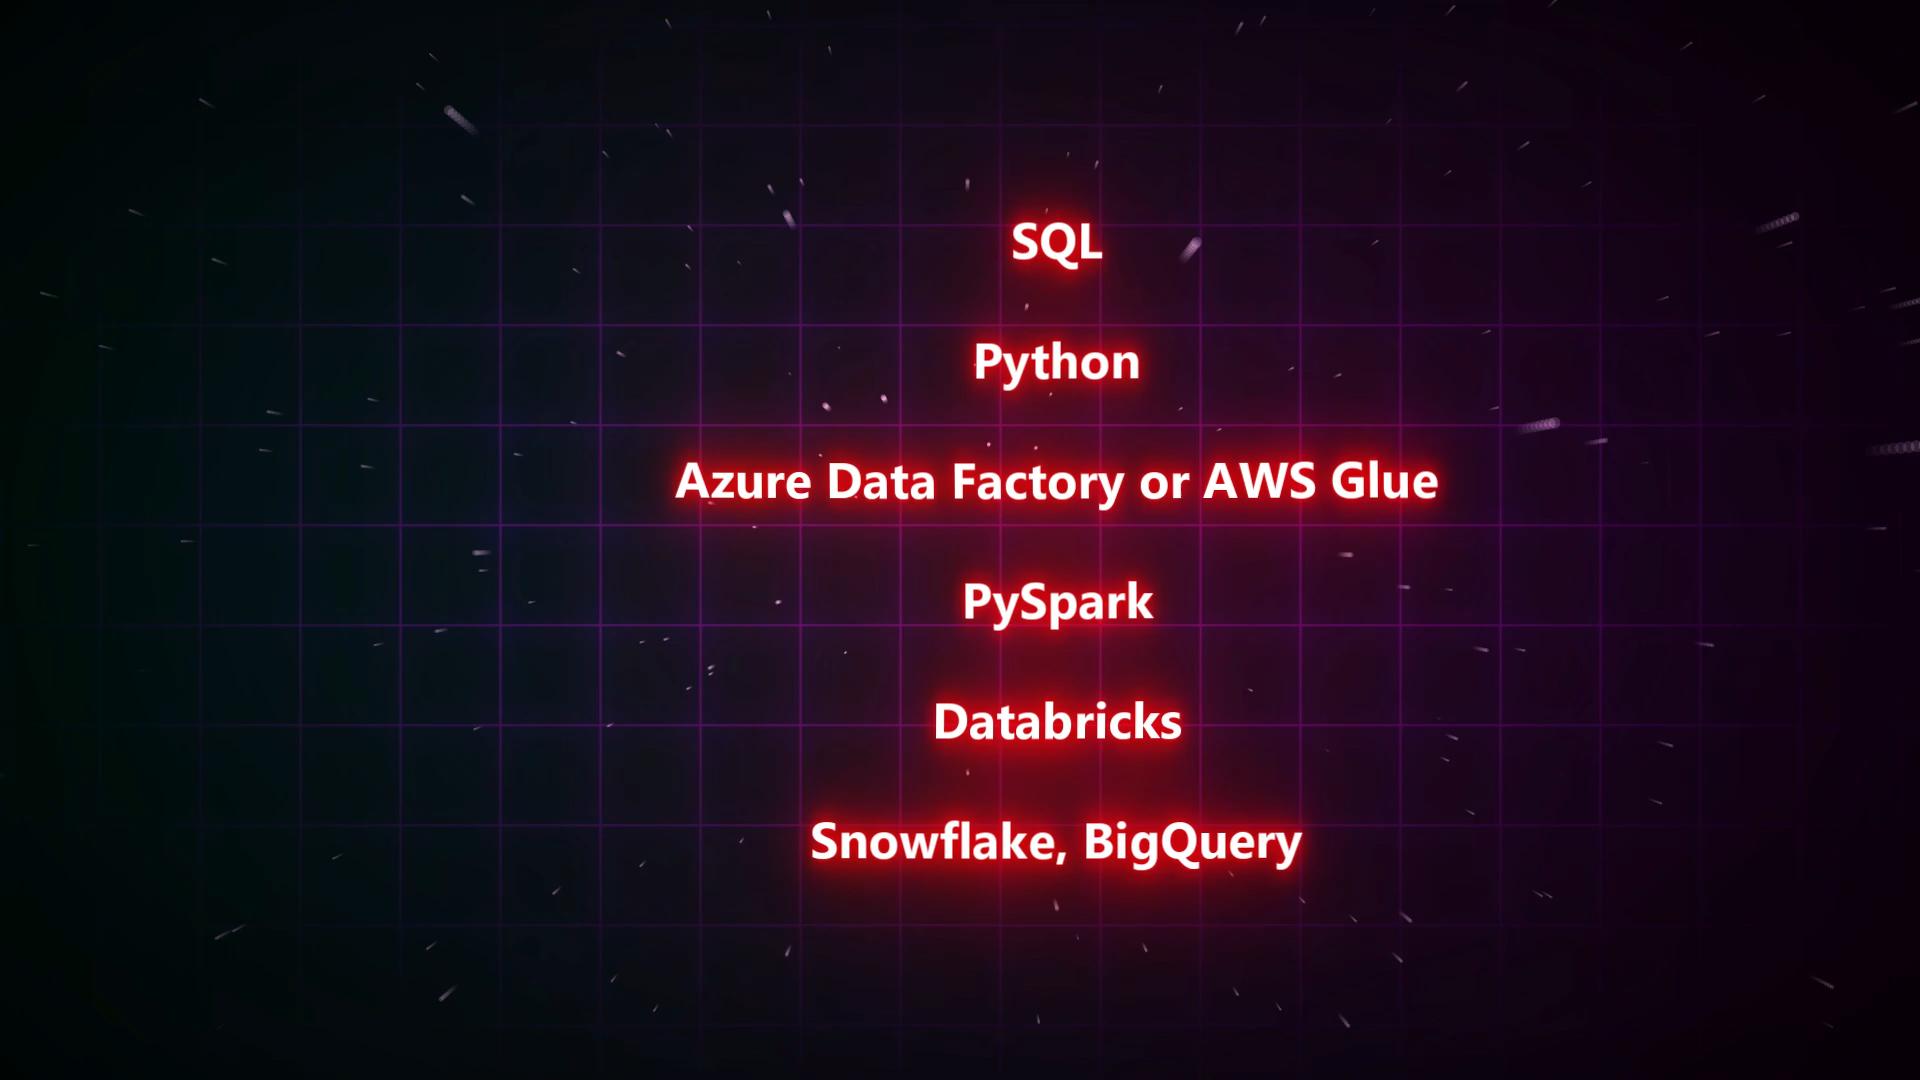 SQL
Python
Azure Data Factory or AWS Glue
PySpark
Databricks
Snowflake, BigQuery